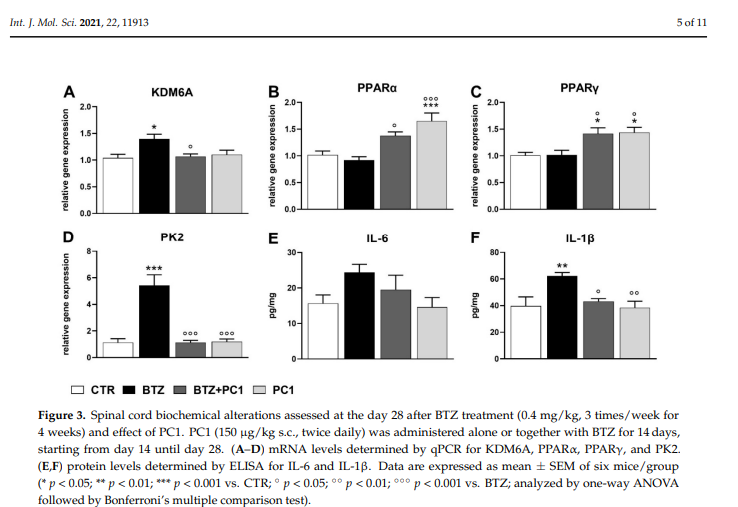 Int. J. Mol. Sci. 2021, 22, 11913
5 of 11
A
KDM6A
relative gene expression
2.0
1.5
1.0
0.5
0.0
*
°
B
PPARα
relative gene expression
2.0
1.5
1.0
0.5
0.0
°
°°°
***
C
PPARγ
relative gene expression
2.0
1.5
1.0
0.5
0.0
°
*
°
*
D
PK2
relative gene expression
8
6
4
2
0
***
°°°
°°°
E
IL-6
pg/mg
30
20
10
0
F
IL-1β
pg/mg
80
60
40
20
0
**
°
°°
CTR BTZ BTZ+PC1 PC1
Figure 3. Spinal cord biochemical alterations assessed at the day 28 after BTZ treatment (0.4 mg/kg, 3 times/week for
4 weeks) and effect of PC1. PC1 (150 µg/kg s.c., twice daily) was administered alone or together with BTZ for 14 days,
starting from day 14 until day 28. (A–D) mRNA levels determined by qPCR for KDM6A, PPARα, PPARγ, and PK2.
(E,F) protein levels determined by ELISA for IL-6 and IL-1β. Data are expressed as mean ± SEM of six mice/group
(* p < 0.05; ** p < 0.01; *** p < 0.001 vs. CTR; ° p < 0.05; °° p < 0.01; °°° p < 0.001 vs. BTZ; analyzed by one-way ANOVA
followed by Bonferroni's multiple comparison test).